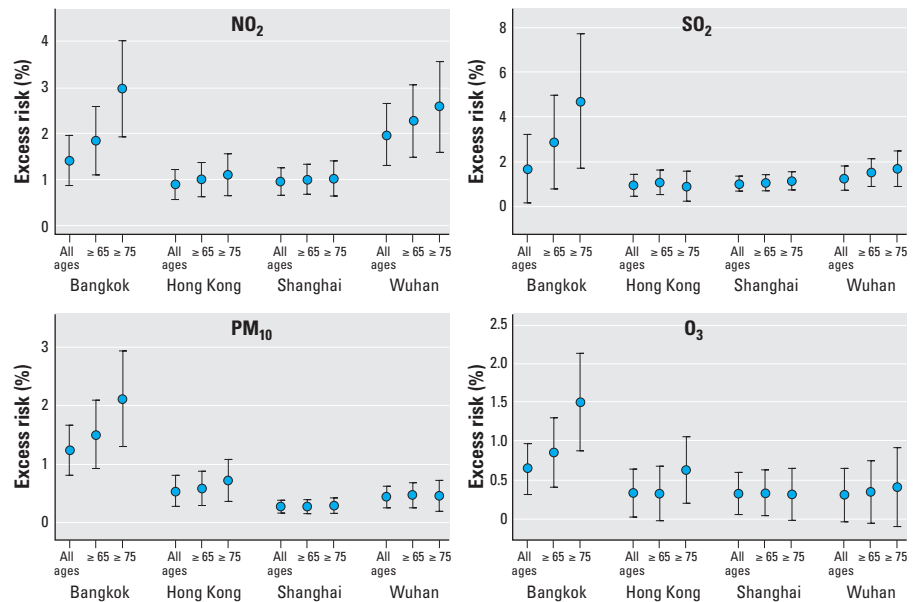 NO₂
Excess risk (%)
4
3
2
1
0
All ≥ 65 ≥ 75 All ≥ 65 ≥ 75 All ≥ 65 ≥ 75 All ≥ 65 ≥ 75
ages ages ages ages
Bangkok Hong Kong Shanghai Wuhan
SO₂
Excess risk (%)
8
6
4
2
0
All ≥ 65 ≥ 75 All ≥ 65 ≥ 75 All ≥ 65 ≥ 75 All ≥ 65 ≥ 75
ages ages ages ages
Bangkok Hong Kong Shanghai Wuhan
PM₁₀
Excess risk (%)
3
2
1
0
All ≥ 65 ≥ 75 All ≥ 65 ≥ 75 All ≥ 65 ≥ 75 All ≥ 65 ≥ 75
ages ages ages ages
Bangkok Hong Kong Shanghai Wuhan
O₃
Excess risk (%)
2.5
2.0
1.5
1.0
0.5
0
All ≥ 65 ≥ 75 All ≥ 65 ≥ 75 All ≥ 65 ≥ 75 All ≥ 65 ≥ 75
ages ages ages ages
Bangkok Hong Kong Shanghai Wuhan